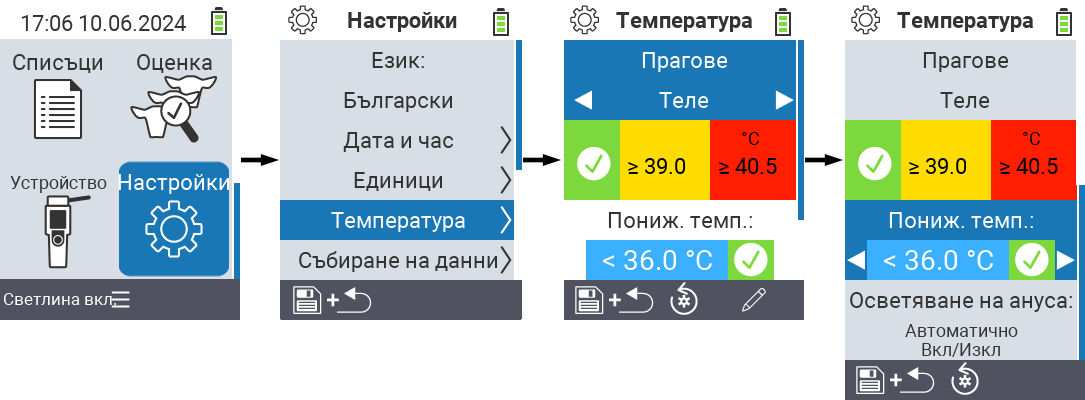 17:06 10.06.2024
Списъци
Оценка
Устройство
Настройки
Светлина вкл.
Настройки
Език:
Български
Дата и час
Единици
Температура
Събиране на данни
+
Температура
Прагове
Теле
°C
≥ 39.0
≥ 40.5
Пониж. темп.:
< 36.0 °C
+
Температура
Прагове
Теле
°C
≥ 39.0
≥ 40.5
Пониж. темп.:
< 36.0 °C
Осветяване на ануса:
Автоматично
Вкл/Изкл
+